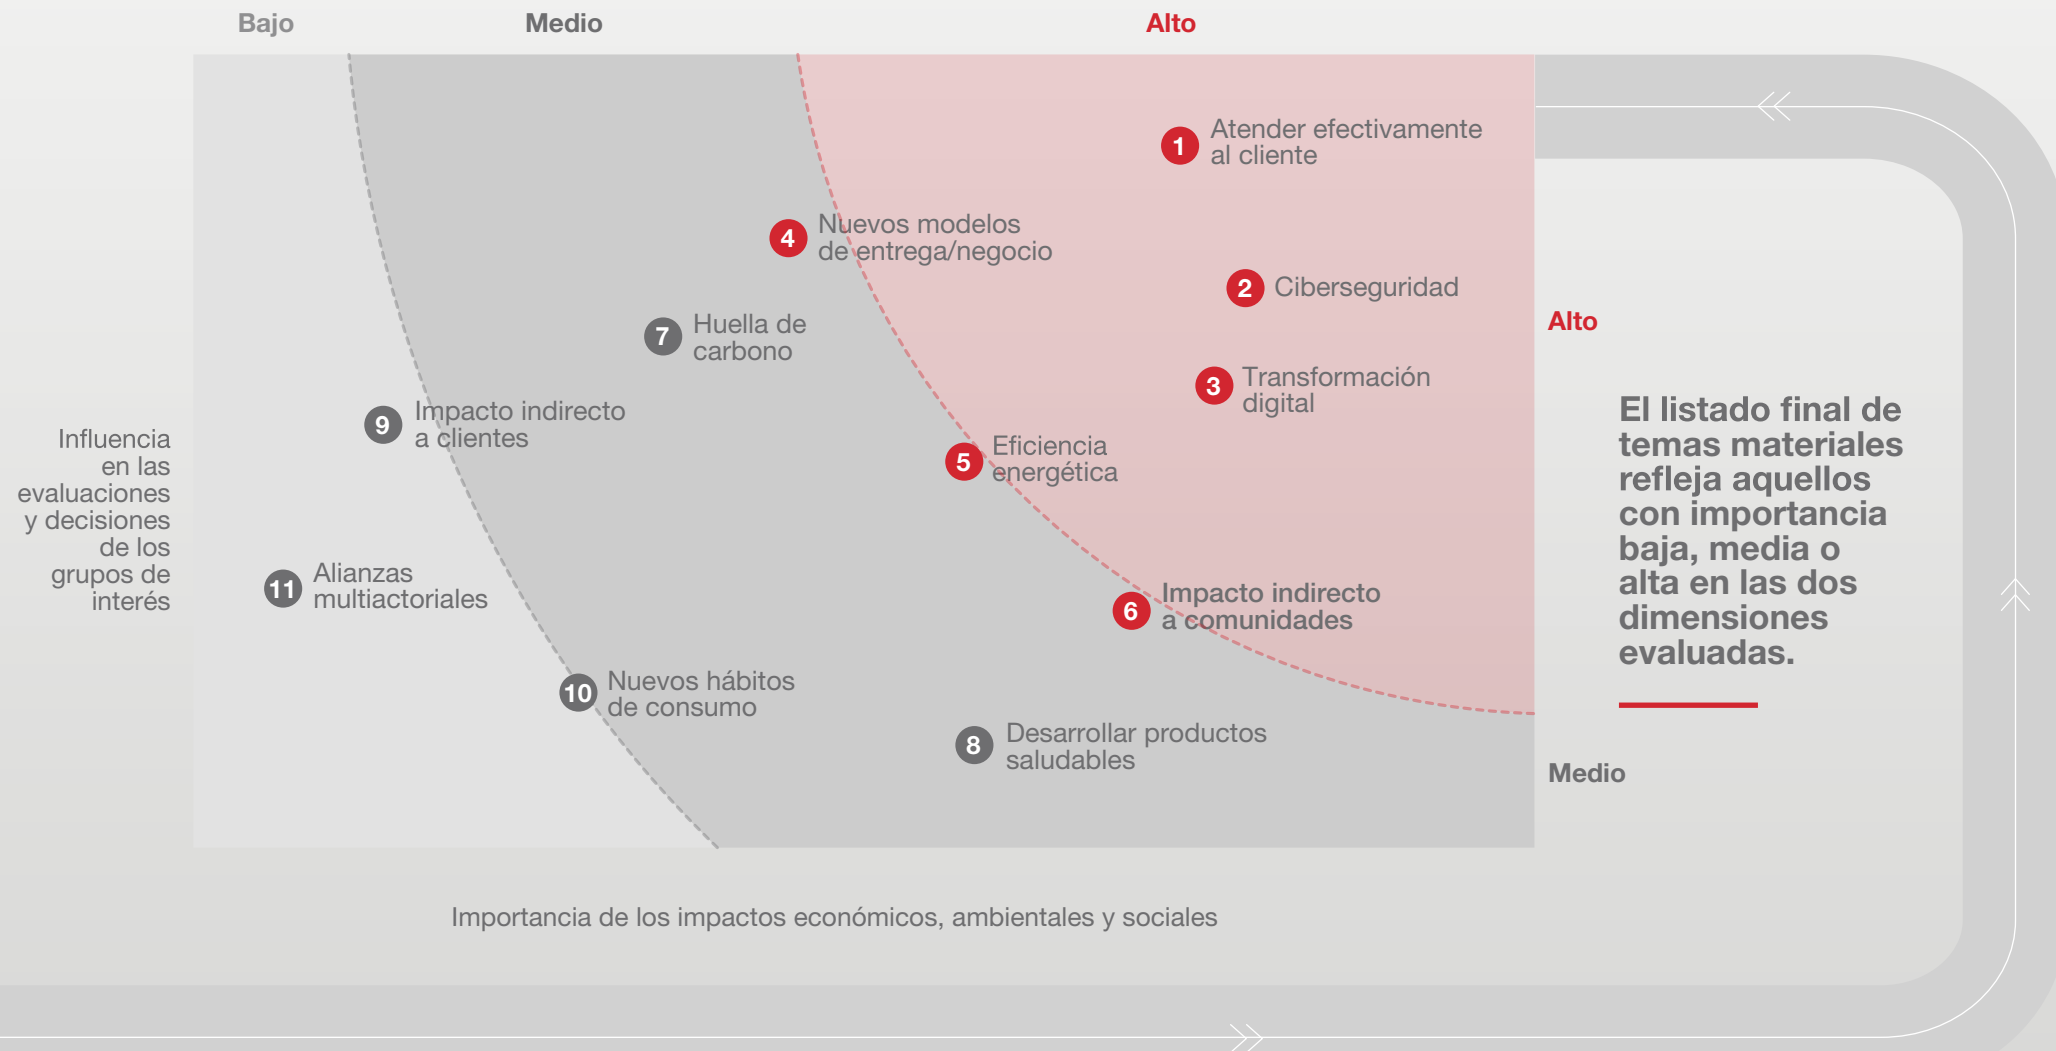 Bajo
Medio
Alto
1
Atender efectivamente
al cliente
4
Nuevos modelos
de entrega/negocio
2
Ciberseguridad
7
Huella de
carbono
3
Transformación
digital
9
Impacto indirecto
a clientes
5
Eficiencia
energética
11
Alianzas
multiactoriales
6
Impacto indirecto
a comunidades
10
Nuevos hábitos
de consumo
8
Desarrollar productos
saludables
Influencia
en las
evaluaciones
y decisiones
de los
grupos de
interés
Alto
Medio
El listado final de
temas materiales
refleja aquellos
con importancia
baja, media o
alta en las dos
dimensiones
evaluadas.
Importancia de los impactos económicos, ambientales y sociales